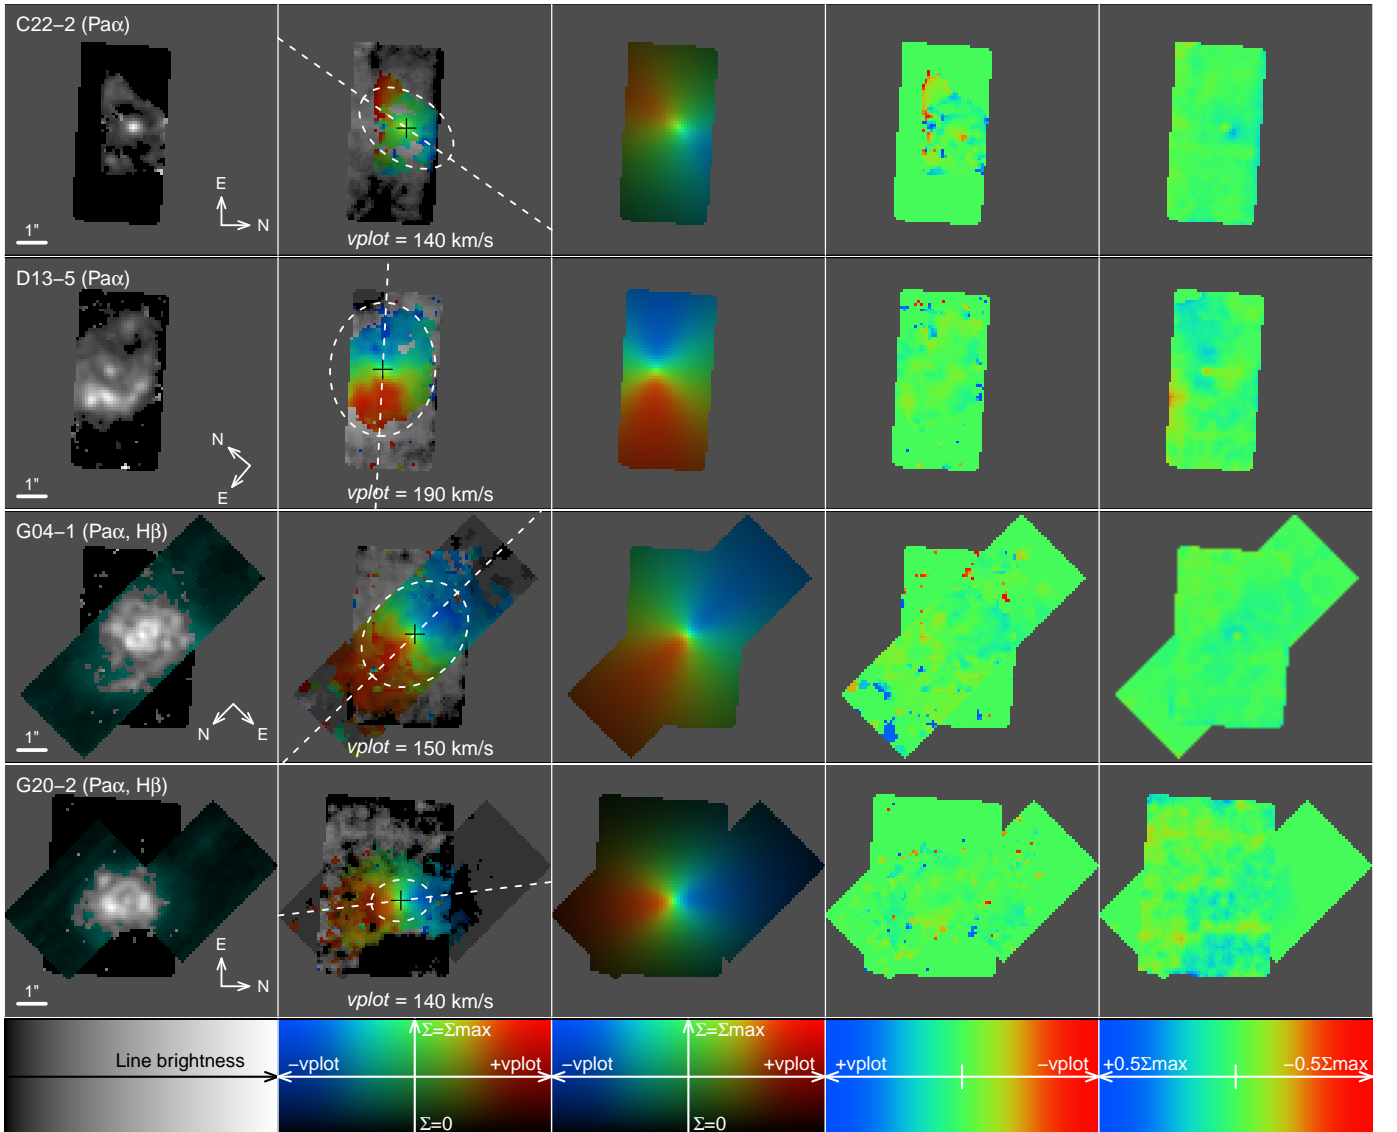 C22−2 (Paα)
E
N
1"
vplot = 140 km/s
D13−5 (Paα)
N
E
1"
vplot = 190 km/s
G04−1 (Paα, Hβ)
N
E
1"
vplot = 150 km/s
G20−2 (Paα, Hβ)
E
N
1"
vplot = 140 km/s
Line brightness
Σ=Σmax
−vplot
+vplot
Σ=0
Σ=Σmax
−vplot
+vplot
Σ=0
+vplot
−vplot
+0.5Σmax
−0.5Σmax